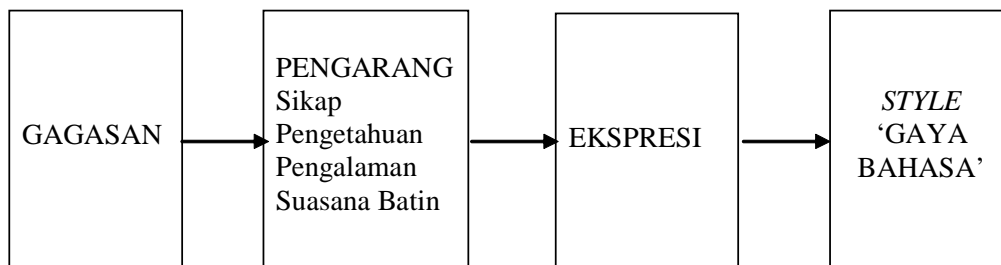 GAGASAN
PENGARANG
Sikap
Pengetahuan
Pengalaman
Suasana Batin
EKSPRESI
STYLE
‘GAYA
BAHASA’